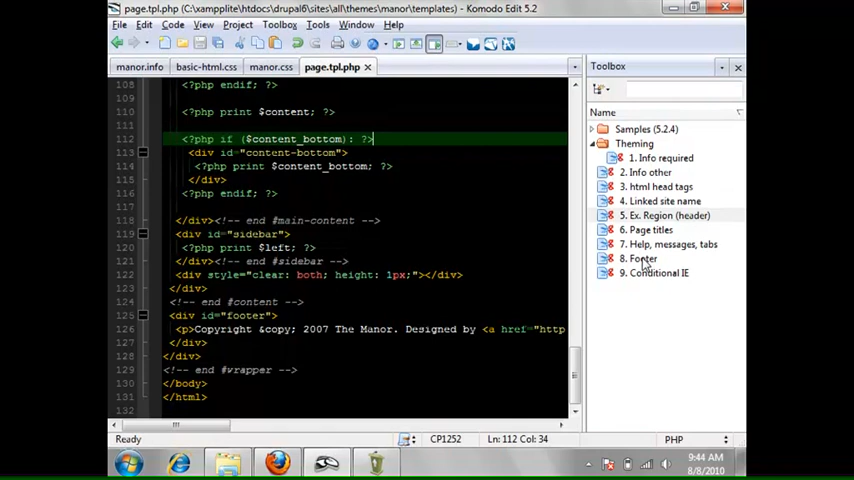 page.tpl.php (C:\xampplite\htdocs\drupal6\sites\all\themes\manor\templates) - Komodo Edit 5.2
File Edit Code View Project Toolbox Tools Window Help
manor.info basic-html.css manor.css page.tpl.php
108 <?php endif; ?>
109
110 <?php print $content; ?>
111
112 <?php if ($content_bottom): ?>
113 <div id="content-bottom">
114 <?php print $content_bottom; ?>
115 </div>
116 <?php endif; ?>
117
118 </div><!-- end #main-content -->
119 <div id="sidebar">
120 <?php print $left; ?>
121 </div><!-- end #sidebar -->
122 <div style="clear: both; height: 1px;"></div>
123 </div>
124 <!-- end #content -->
125 <div id="footer">
126 <p>Copyright &copy; 2007 The Manor. Designed by <a href="http
127 </div>
128 </div>
129 <!-- end #wrapper -->
130 </body>
131 </html>
132
Toolbox
Name
Samples (5.2.4)
Theming
1. Info required
2. Info other
3. html head tags
4. Linked site name
5. Ex. Region (header)
6. Page titles
7. Help, messages, tabs
8. Footer
9. Conditional IE
Ready CP1252 Ln: 112 Col: 34 PHP
9:44 AM
8/8/2010